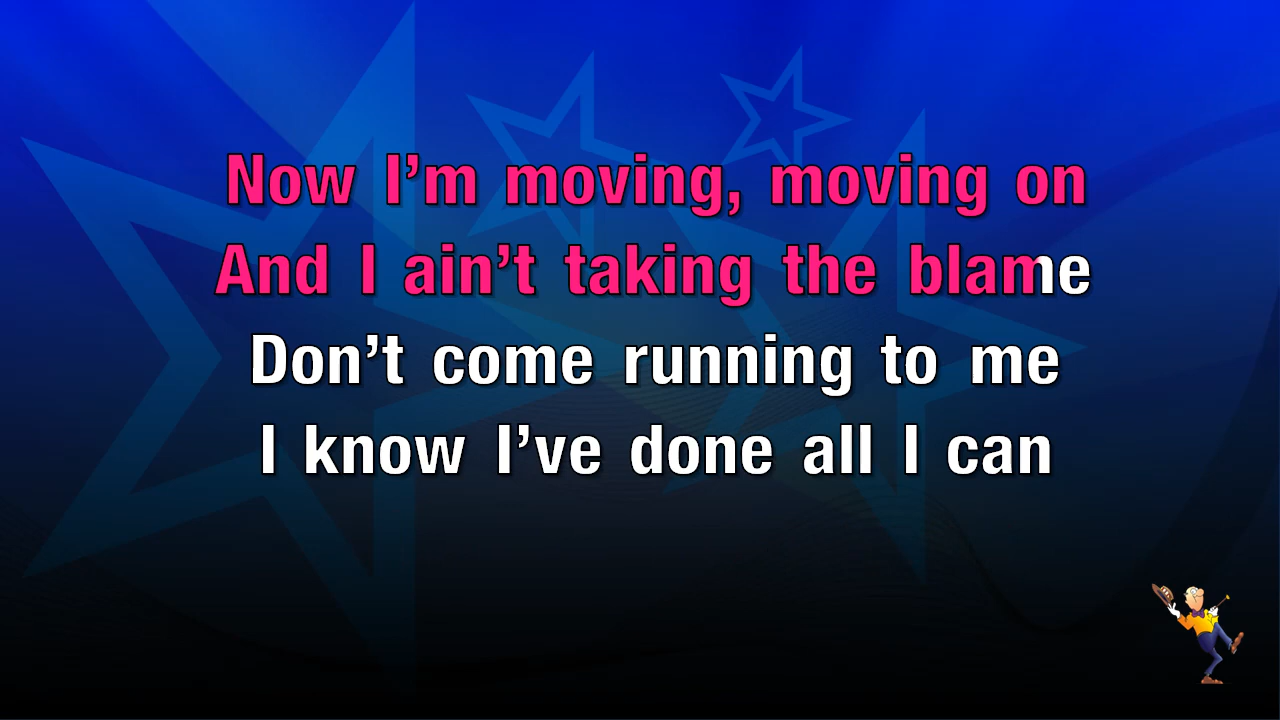 Now I’m moving, moving on
And I ain’t taking the blame
Don’t come running to me
I know I’ve done all I can